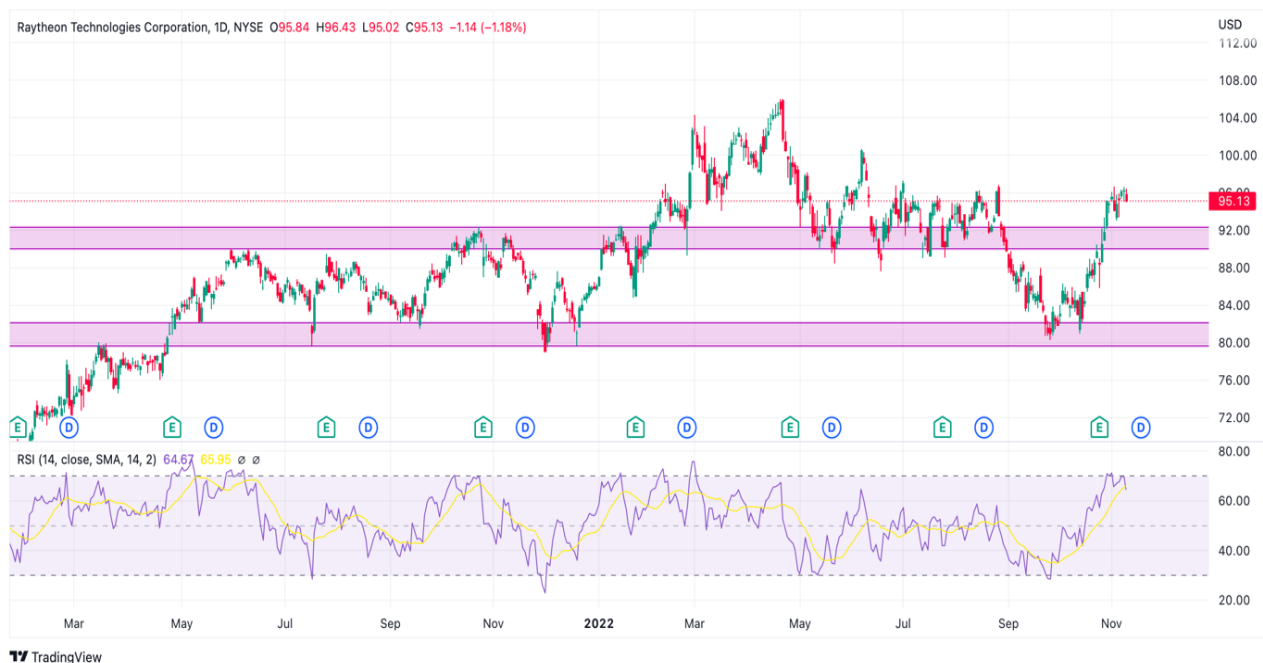 Raytheon Technologies Corporation, 1D, NYSE O95.84 H96.43 L95.02 C95.13 −1.14 (−1.18%)
USD
112.00
108.00
104.00
100.00
96.00
95.13
92.00
88.00
84.00
80.00
76.00
72.00
E D E D E D E D E D E D E D E D
RSI (14, close, SMA, 14, 2) 64.67 65.95 ø ø
80.00
60.00
40.00
20.00
Mar May Jul Sep Nov 2022 Mar May Jul Sep Nov
TradingView